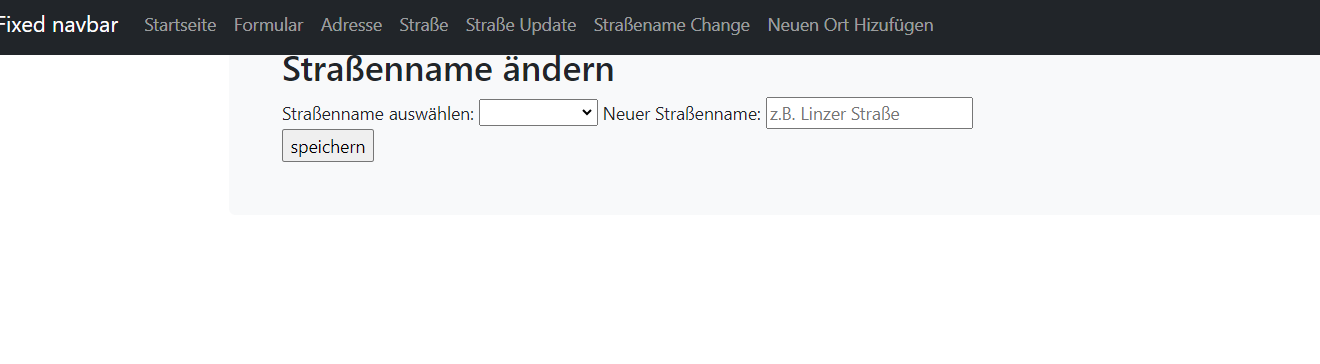 Fixed navbar Startseite Formular Adresse Straße Straße Update Straßename Change Neuen Ort Hizufügen
Straßenname ändern
Straßenname auswählen: Neuer Straßenname: z.B. Linzer Straße
speichern